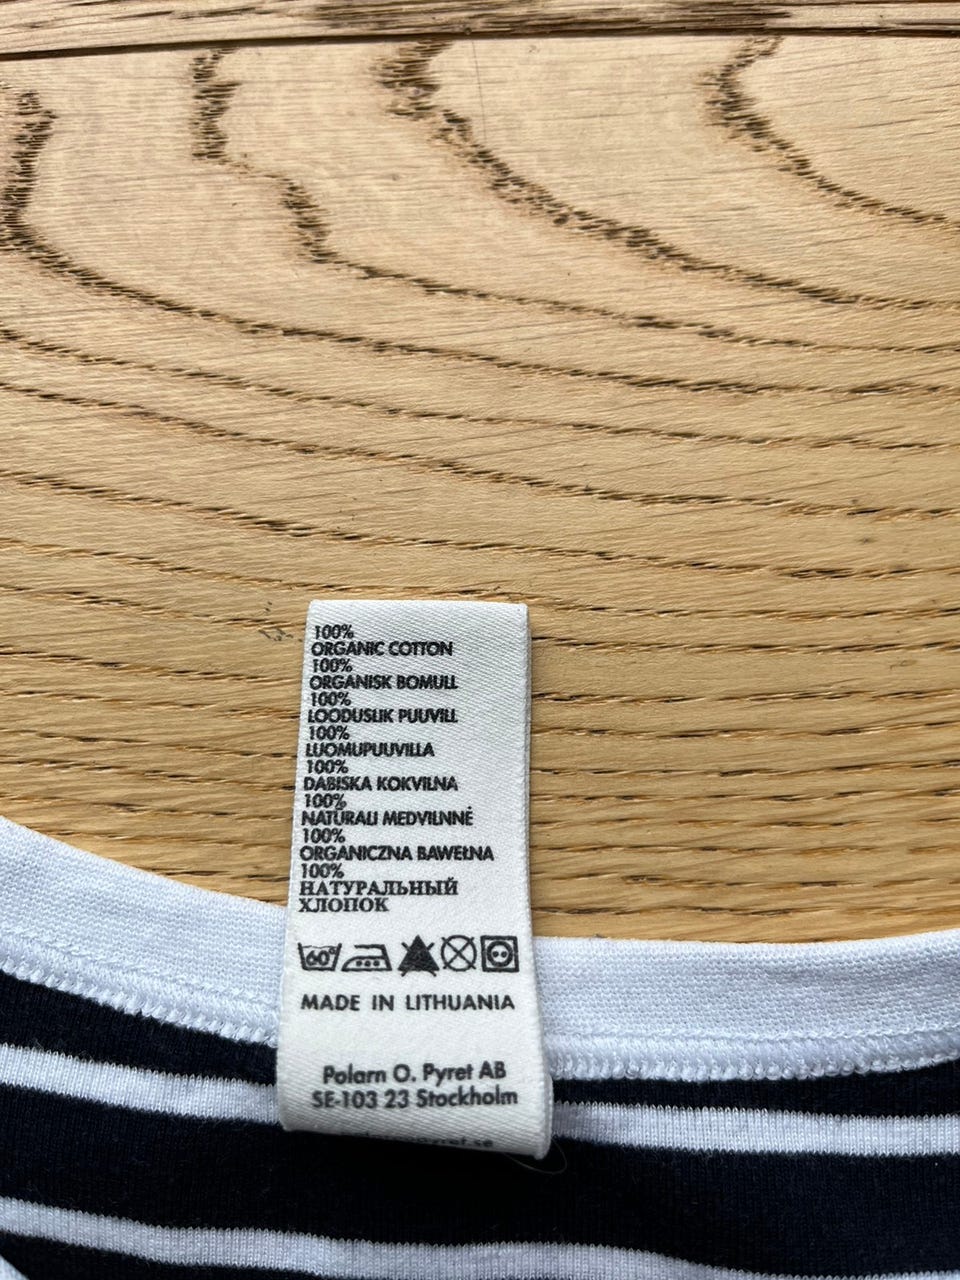 100%
ORGANIC COTTON
100%
ORGANISK BOMULL
100%
LOODUSLIK PUUVILL
100%
LUOMUPUUVILLA
100%
DABISKA KOKVILNA
100%
NATŪRALI MEDVILNNĖ
100%
ORGANICZNA BAWEŁNA
100%
НАТУРАЛЬНЫЙ
ХЛОПОК
60°
MADE IN LITHUANIA
Polarn O. Pyret AB
SE-103 23 Stockholm